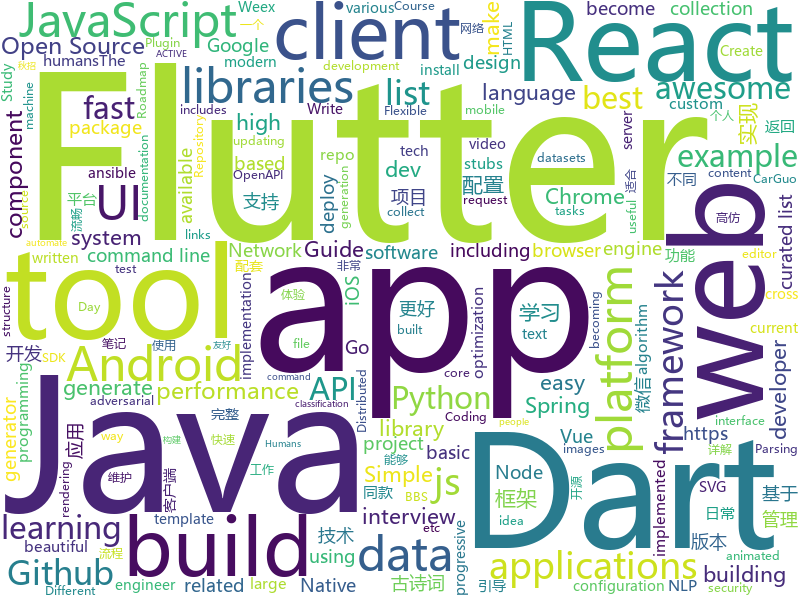 JavaScript
Weex
various
Course
网络
一个
HTML
Plugin
ACTIVE
Open Source
Google
humansThe
modern
秋招
Create
Study
development
install
client
React
become
collection
make
design
awesome
custom
实现
个人
返回
libraries
list
language
best
fast
package
high
Write
Flexible
mobile
Roadmap
documentation
machine
includes
updating
Repository
OpenAPI
ansible
available
based
video
server
repo
tech
stubs
datasets
dev
component
UI
Flutter
example
content
CarGuo
不同
适合
useful
tasks
request
Chrome
配置
项目
collect
deploy
generation
支持
平台
system
command line
written
links
source
automate
test
流程
Network
Guide
software
including
browser
engine
功能
高仿
editor
cross
current
curated list
Web
framework
platform
tool
app
iOS
更好
学习
built
text
Go
core
optimization
becoming
体验
非常
file
配套
implementation
structure
Day
笔记
使用
SDK
友好
Android
开发
generate
performance
API
Python
easy
Spring
微信
algorithm
developer
programming
generator
adversarial
应用
客户端
rendering
维护
完整
快速
工作
构建
Humans
command
classification
Distributed
Coding
people
library
project
basic
Vue
https
Parsing
interface
way
Java
Dart
build
Simple
js
Node
images
implemented
SVG
基于
管理
详解
开源
learning
beautiful
template
技术
同款
能够
BBS
etc
interview
框架
版本
日常
Github
engineer
Different
related
using
large
data
Native
古诗词
configuration
progressive
idea
引导
applications
NLP
building
animated
security